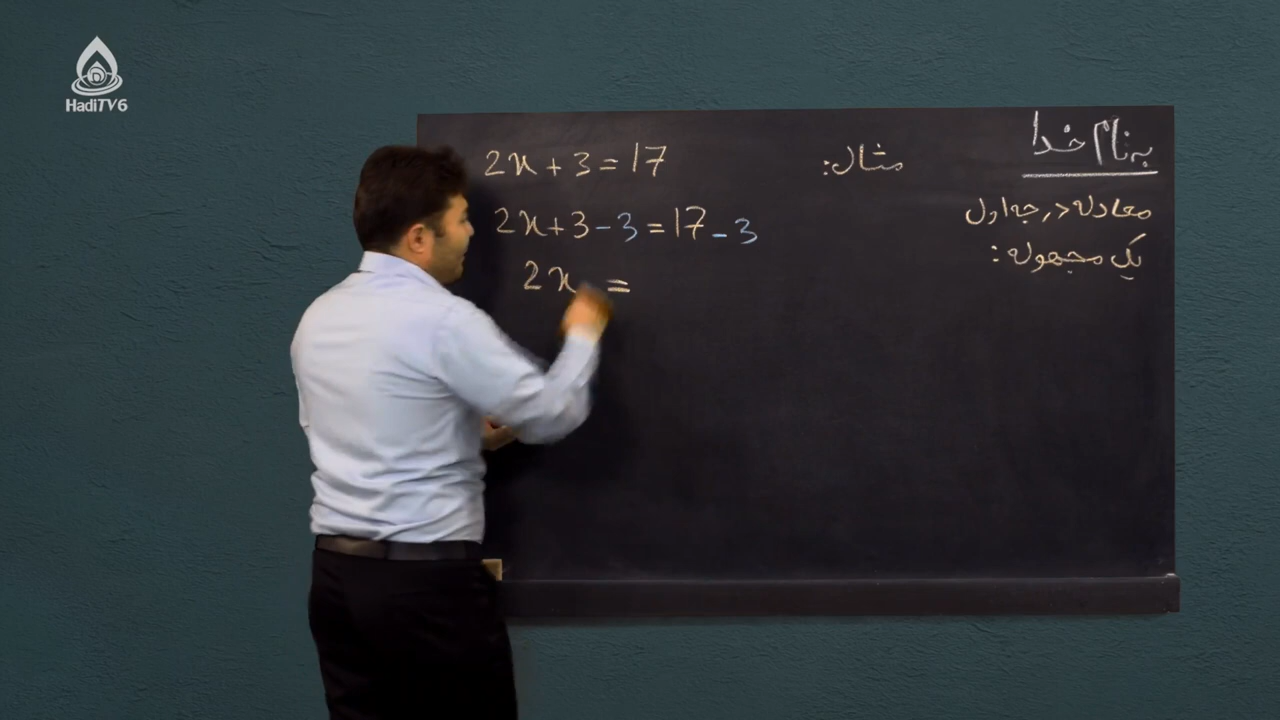 HadiTV6
به نام خدا
معادله درجه اول
یک مجهوله :
مثال:
2x + 3 = 17
2x + 3 - 3 = 17 - 3
2x =